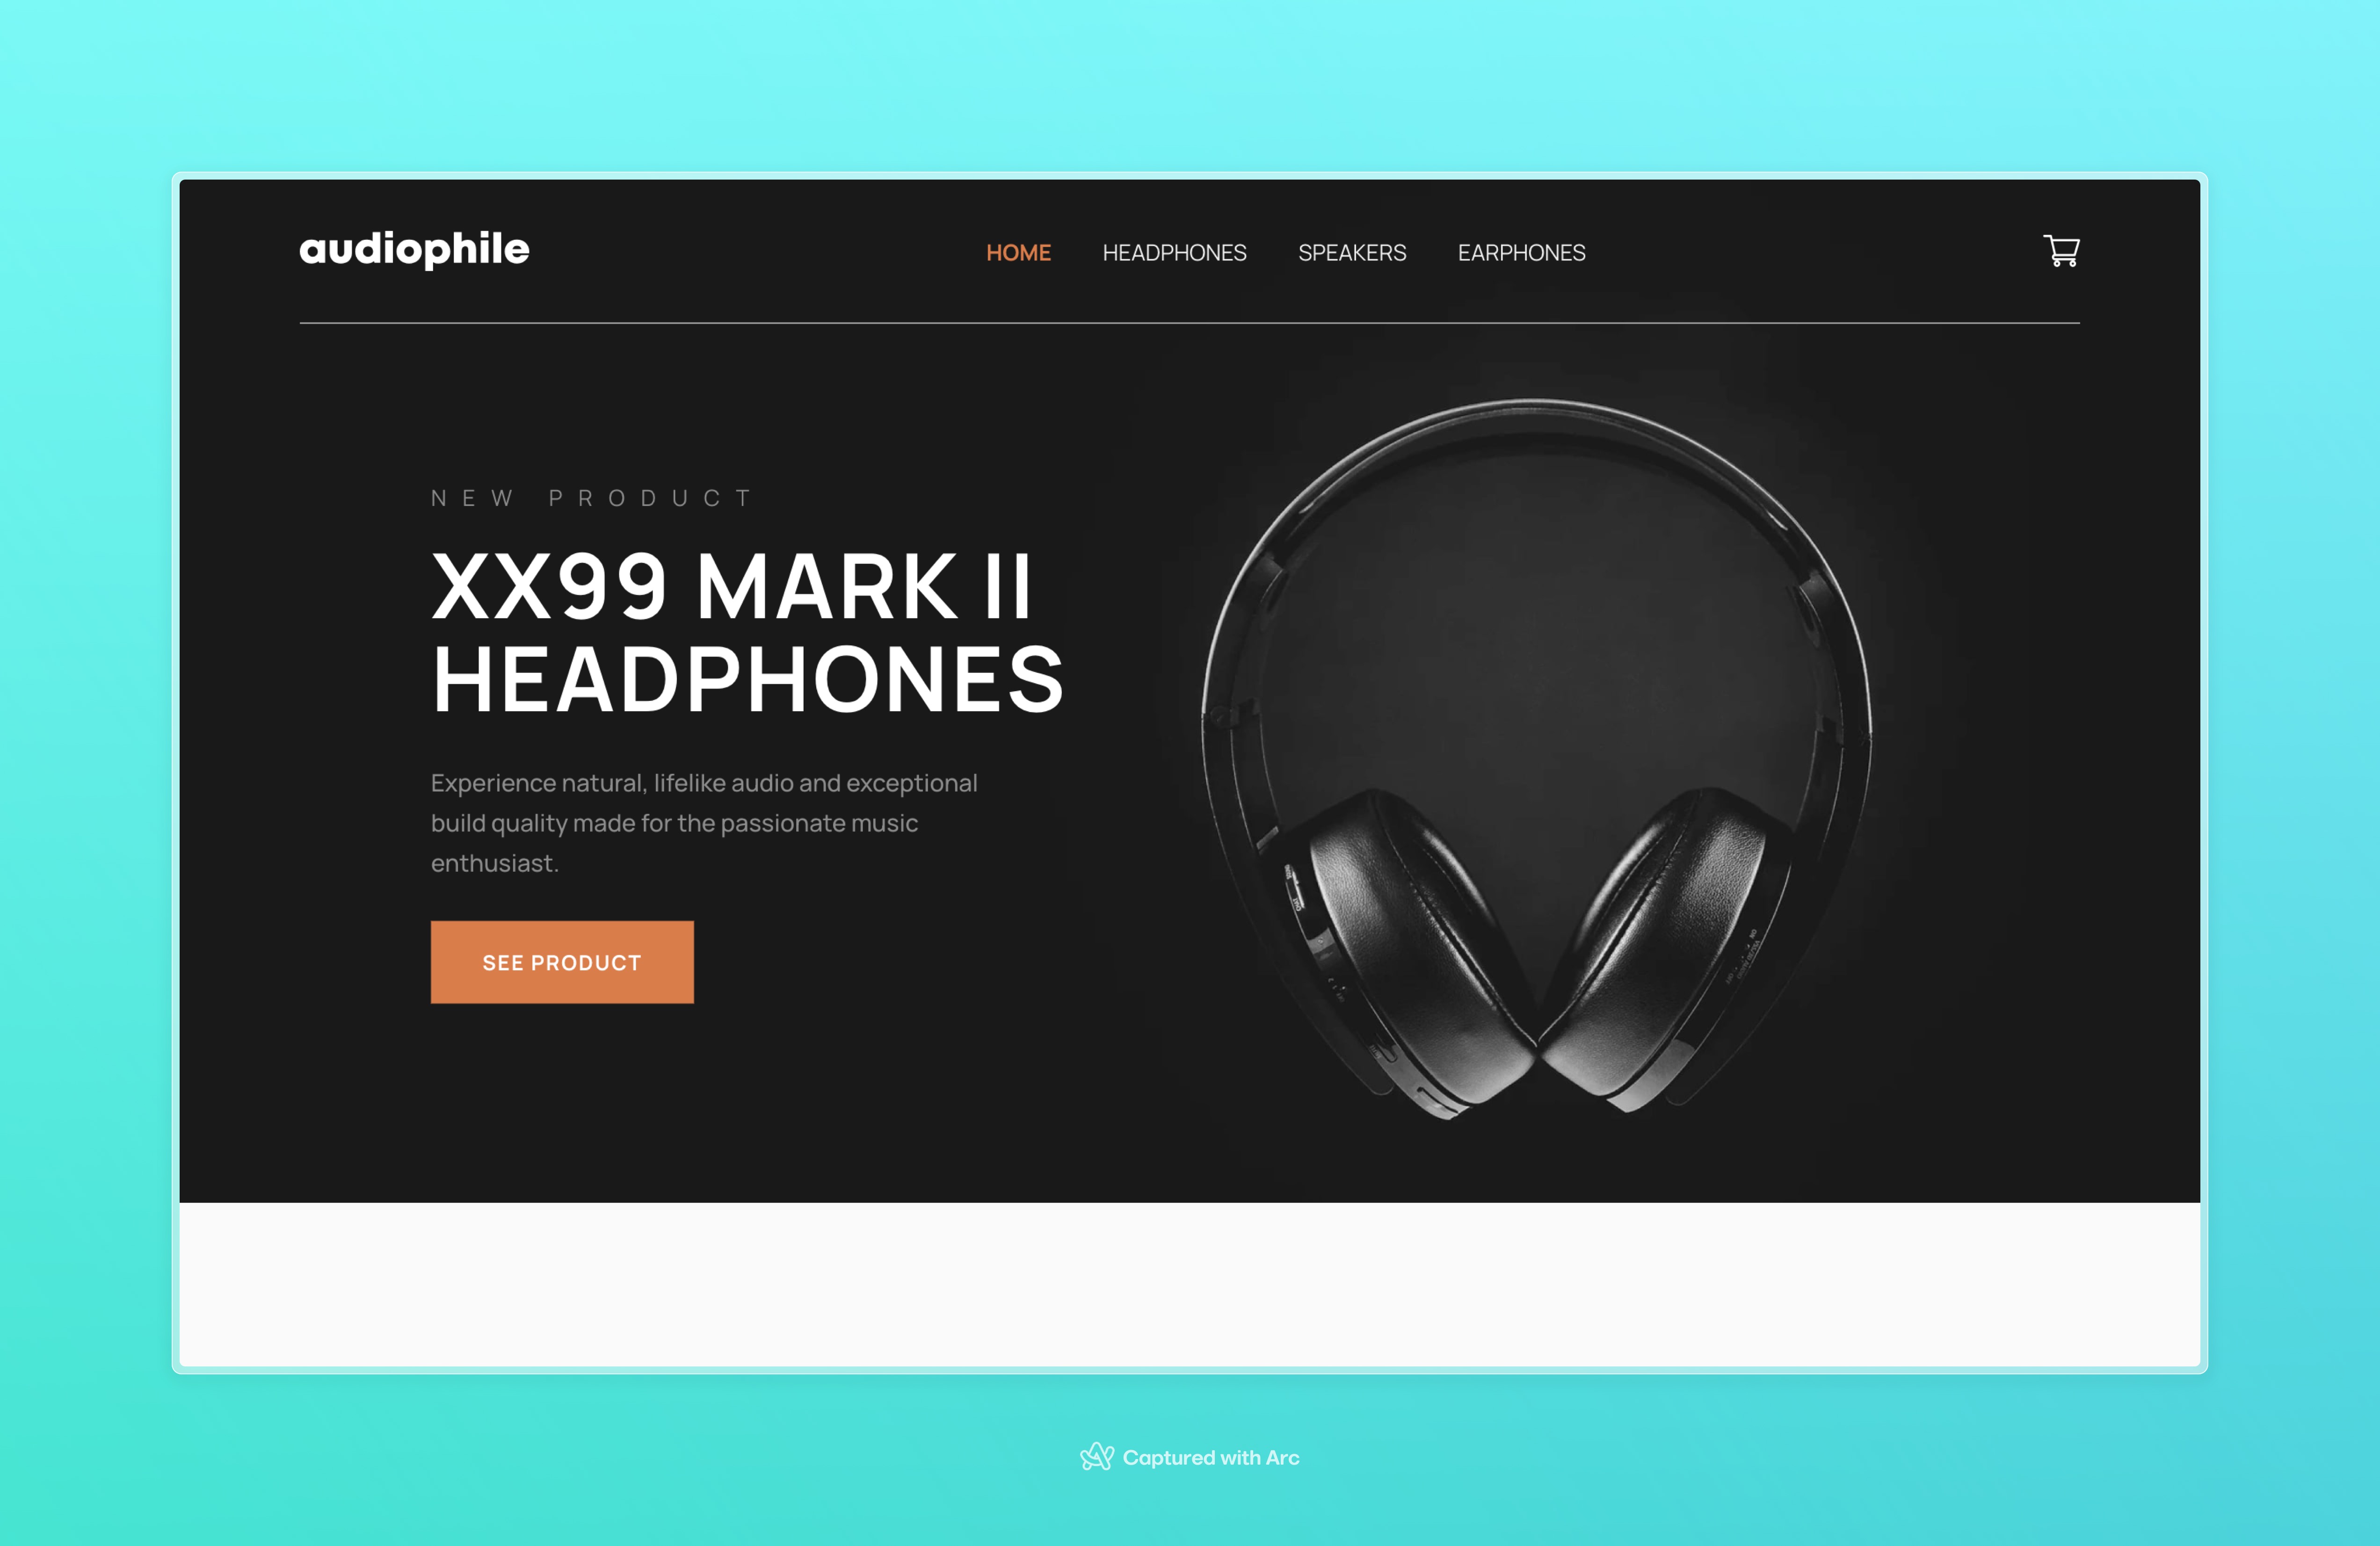 audiophile
HOME HEADPHONES SPEAKERS EARPHONES
NEW PRODUCT
XX99 MARK II
HEADPHONES
Experience natural, lifelike audio and exceptional
build quality made for the passionate music
enthusiast.
SEE PRODUCT
Captured with Arc